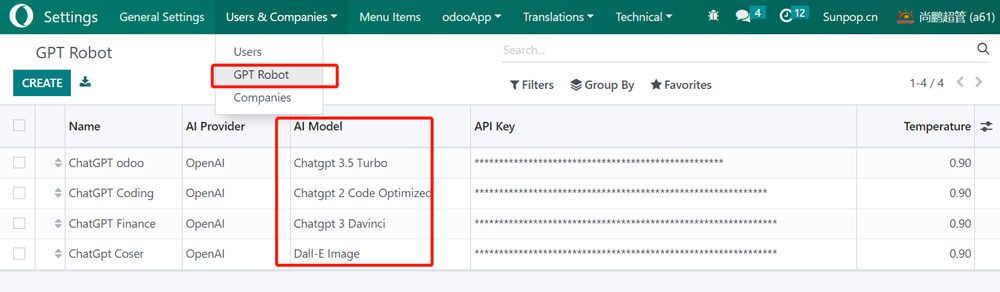 Settings General Settings Users & Companies Menu Items odooApp Translations Technical 4 12 Sunpop.cn SUNPOP 尚鹏超管 (a61)
GPT Robot
Users
Search...
CREATE
GPT Robot
Filters Group By Favorites 1-4 / 4
Companies
Name AI Provider AI Model API Key Temperature
ChatGPT odoo OpenAI Chatgpt 3.5 Turbo **************************************************** 0.90
ChatGPT Coding OpenAI Chatgpt 2 Code Optimized ************************************************************* 0.90
ChatGPT Finance OpenAI Chatgpt 3 Davinci *************************************************************** 0.90
ChatGpt Coser OpenAI Dall-E Image *************************************************************** 0.90